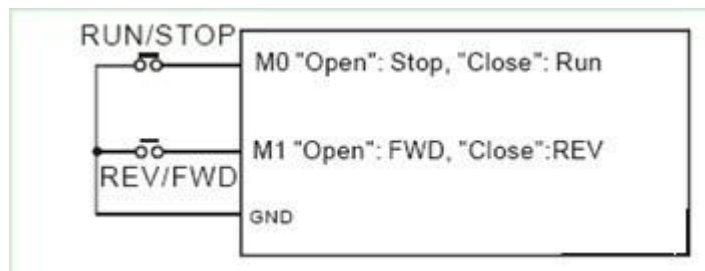 RUN/STOP
M0 "Open": Stop, "Close": Run
M1 "Open": FWD, "Close":REV
REV/FWD
GND